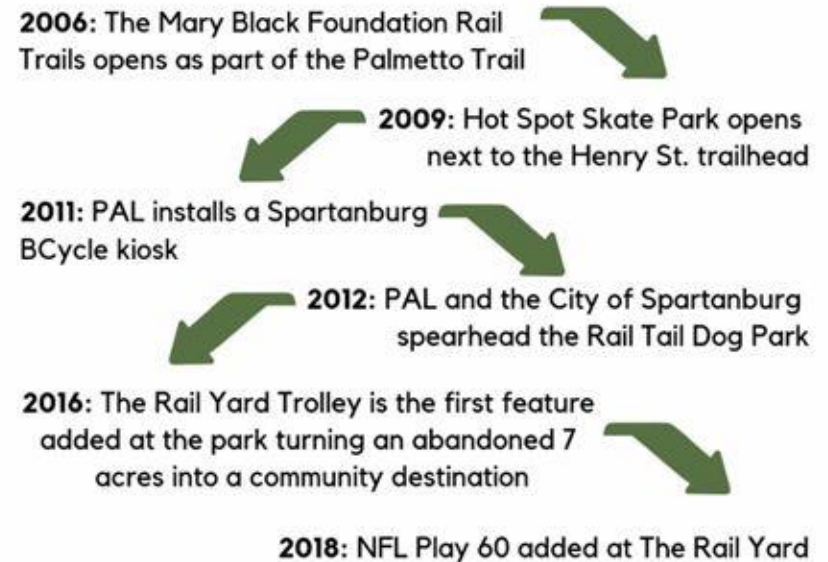 2006: The Mary Black Foundation Rail
Trails opens as part of the Palmetto Trail
2009: Hot Spot Skate Park opens
next to the Henry St. trailhead
2011: PAL installs a Spartanburg
BCycle kiosk
2012: PAL and the City of Spartanburg
spearhead the Rail Tail Dog Park
2016: The Rail Yard Trolley is the first feature
added at the park turning an abandoned 7
acres into a community destination
2018: NFL Play 60 added at The Rail Yard